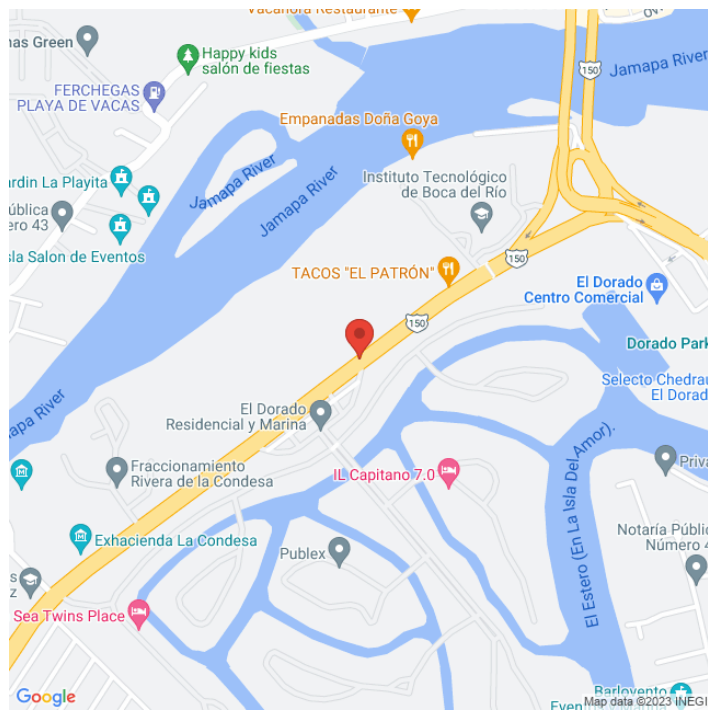 Vacanora Restaurante
nas Green
Happy kids
salón de fiestas
150
Jamapa River
FERCHEGAS
PLAYA DE VACAS
Empanadas Doña Goya
Jamapa River
Jamapa River
Instituto Tecnológico
de Boca del Río
ardin La Playita
ública
ero 43
sla Salon de Eventos
150
TACOS "EL PATRÓN"
El Dorado
Centro Comercial
150
Dorado Park
Selecto Chedrau
El Dorad
El Dorado
Residencial y Marina
mapa River
Fraccionamiento
Rivera de la Condesa
IL Capitano 7.0
Priva
El Estero (En La Isla Del Amor).
Exhacienda La Condesa
Notaría Públic
Número 4
Publex
s
z
Sea Twins Place
Barlovento
Google
Map data ©2023 INEGI